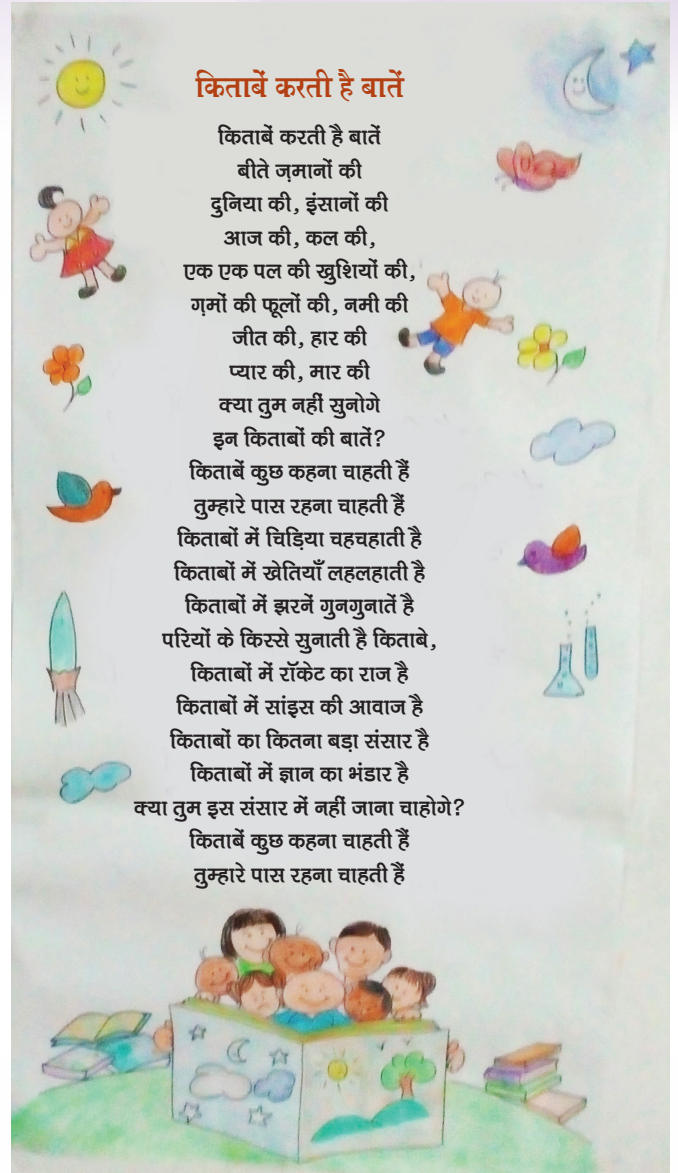 किताबें करती है बातें
किताबें करती है बातें
बीते ज़मानों की
दुनिया की, इंसानों की
आज की, कल की,
एक एक पल की खुशियों की,
ग़मों की फूलों की, नमी की
जीत की, हार की
प्यार की, मार की
क्या तुम नहीं सुनोगे
इन किताबों की बातें?
किताबें कुछ कहना चाहती हैं
तुम्हारे पास रहना चाहती हैं
किताबों में चिड़िया चहचहाती है
किताबों में खेतियाँ लहलहाती है
किताबों में झरनें गुनगुनातें है
परियों के किस्से सुनाती है किताबे,
किताबों में रॉकेट का राज है
किताबों में सांइस की आवाज है
किताबों का कितना बड़ा संसार है
किताबों में ज्ञान का भंडार है
क्या तुम इस संसार में नहीं जाना चाहोगे?
किताबें कुछ कहना चाहती हैं
तुम्हारे पास रहना चाहती हैं